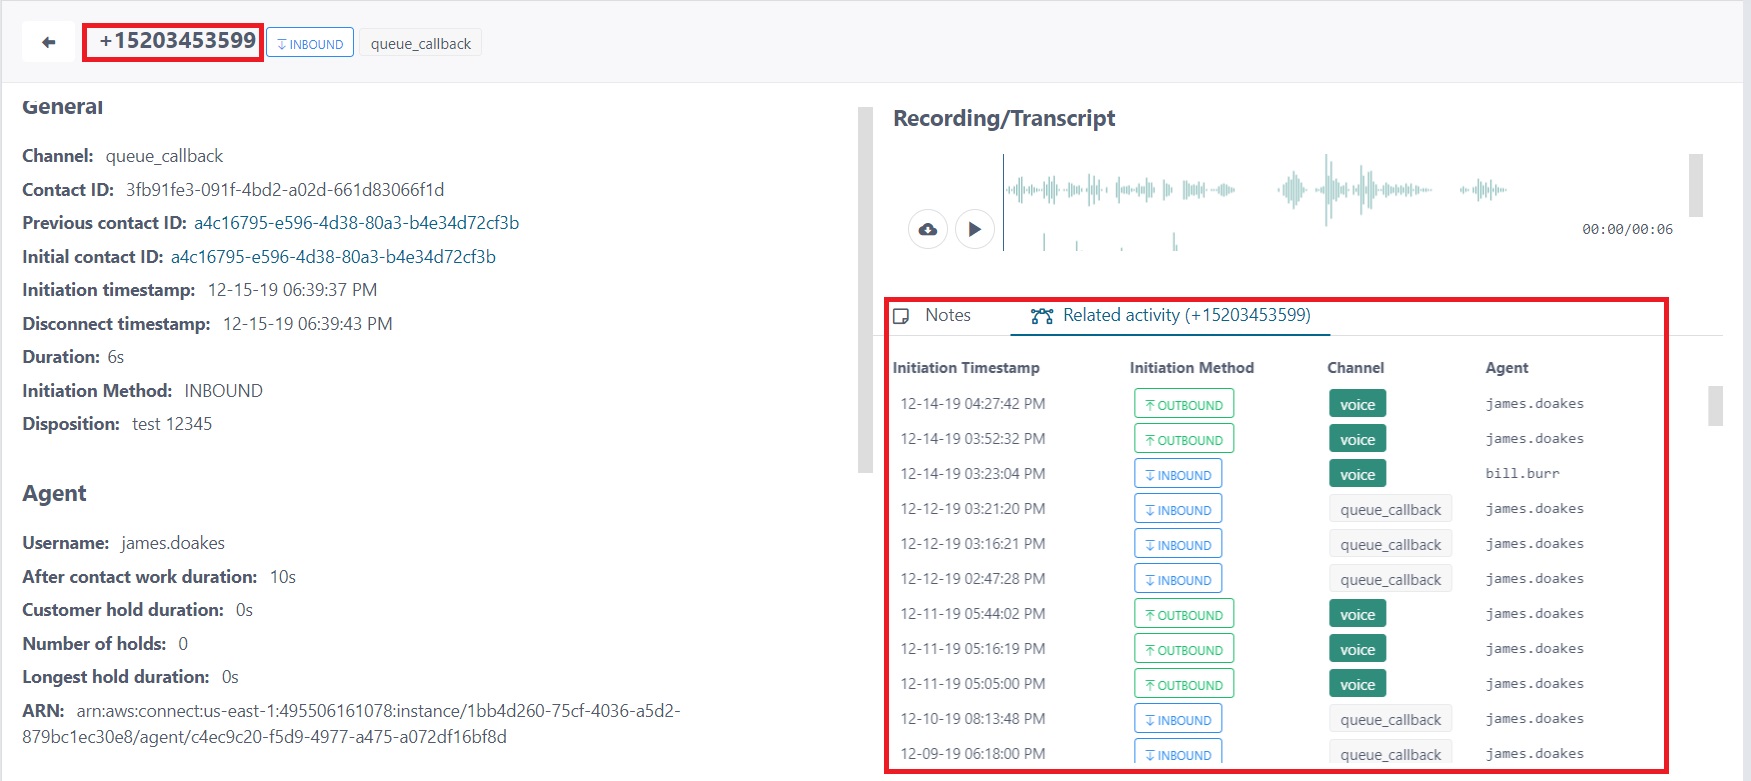 +15203453599 INBOUND queue_callback
General
Channel: queue_callback
Contact ID: 3fb91fe3-091f-4bd2-a02d-661d83066f1d
Previous contact ID: a4c16795-e596-4d38-80a3-b4e34d72cf3b
Initial contact ID: a4c16795-e596-4d38-80a3-b4e34d72cf3b
Initiation timestamp: 12-15-19 06:39:37 PM
Disconnect timestamp: 12-15-19 06:39:43 PM
Duration: 6s
Initiation Method: INBOUND
Disposition: test 12345
Agent
Username: james.doakes
After contact work duration: 10s
Customer hold duration: 0s
Number of holds: 0
Longest hold duration: 0s
ARN: arn:aws:connect:us-east-1:495506161078:instance/1bb4d260-75cf-4036-a5d2-
879bc1ec30e8/agent/c4ec9c20-f5d9-4977-a475-a072df16bf8d
Recording/Transcript
00:00/00:06
Notes Related activity (+15203453599)
Initiation Timestamp Initiation Method Channel Agent
12-14-19 04:27:42 PM OUTBOUND voice james.doakes
12-14-19 03:52:32 PM OUTBOUND voice james.doakes
12-14-19 03:23:04 PM INBOUND voice bill.burr
12-12-19 03:21:20 PM INBOUND queue_callback james.doakes
12-12-19 03:16:21 PM INBOUND queue_callback james.doakes
12-12-19 02:47:28 PM INBOUND queue_callback james.doakes
12-11-19 05:44:02 PM OUTBOUND voice james.doakes
12-11-19 05:16:19 PM OUTBOUND voice james.doakes
12-11-19 05:05:00 PM OUTBOUND voice james.doakes
12-10-19 08:13:48 PM INBOUND queue_callback james.doakes
12-09-19 06:18:00 PM INBOUND queue_callback james.doakes